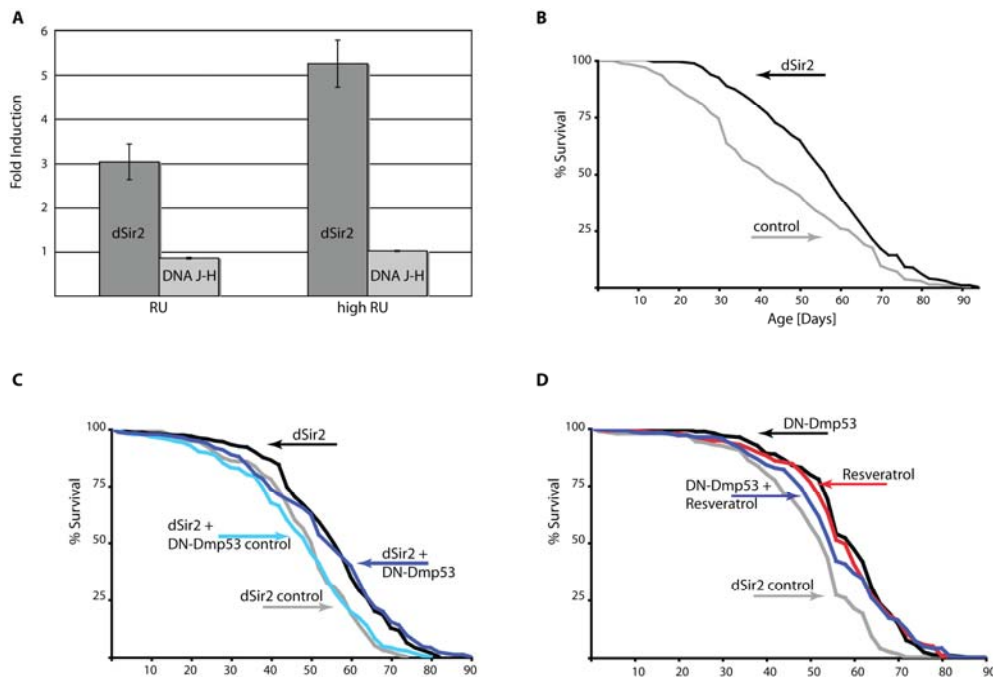 A
Fold Induction
6
5
4
3
2
1
dSir2
DNA J-H
dSir2
DNA J-H
RU
high RU
B
% Survival
100
75
50
25
dSir2
control
10 20 30 40 50 60 70 80 90
Age [Days]
C
% Survival
100
75
50
25
dSir2
dSir2 +
DN-Dmp53 control
dSir2 +
DN-Dmp53
dSir2 control
10 20 30 40 50 60 70 80 90
D
% Survival
100
75
50
25
DN-Dmp53
Resveratrol
DN-Dmp53 +
Resveratrol
dSir2 control
10 20 30 40 50 60 70 80 90